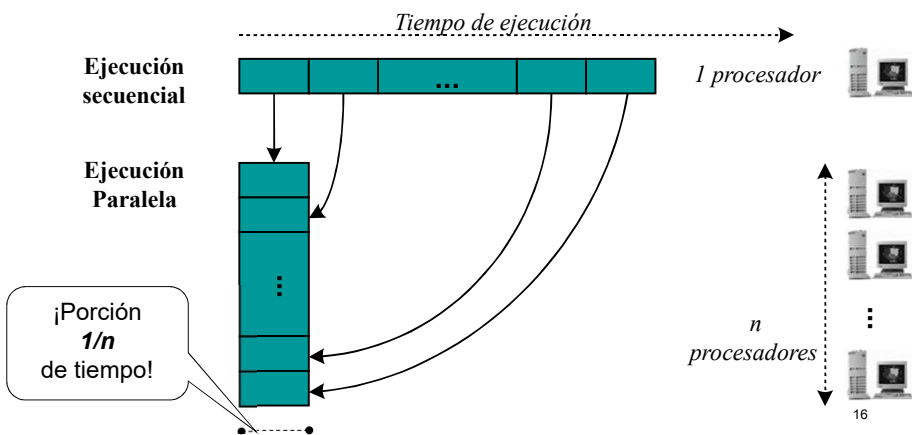 Tiempo de ejecución
Ejecución
secuencial
...
1 procesador
Ejecución
Paralela
...
¡Porción
1/n
de tiempo!
n
procesadores
...
16